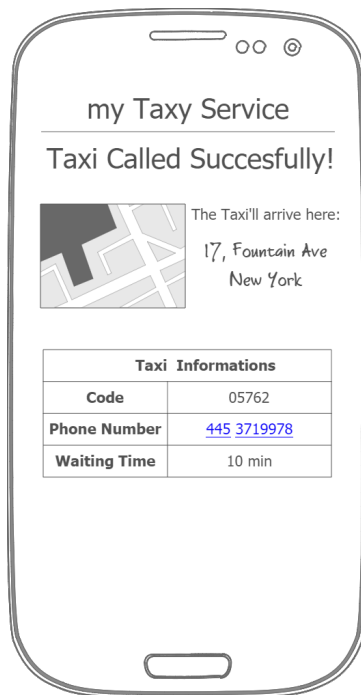 my Taxy Service
Taxi Called Succesfully!
The Taxi'll arrive here:
17, Fountain Ave
New York
Taxi Informations
Code 05762
Phone Number 445 3719978
Waiting Time 10 min